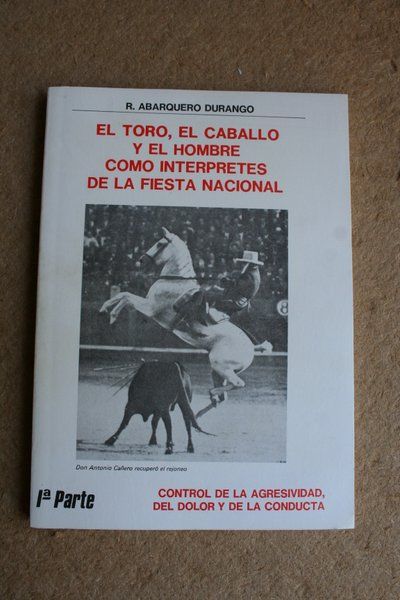 R. ABARQUERO DURANGO
EL TORO, EL CABALLO
Y EL HOMBRE
COMO INTERPRETES
DE LA FIESTA NACIONAL
8
Don Antonio Cañero recuperó el rejoneo
1ª Parte
CONTROL DE LA AGRESIVIDAD,
DEL DOLOR Y DE LA CONDUCTA